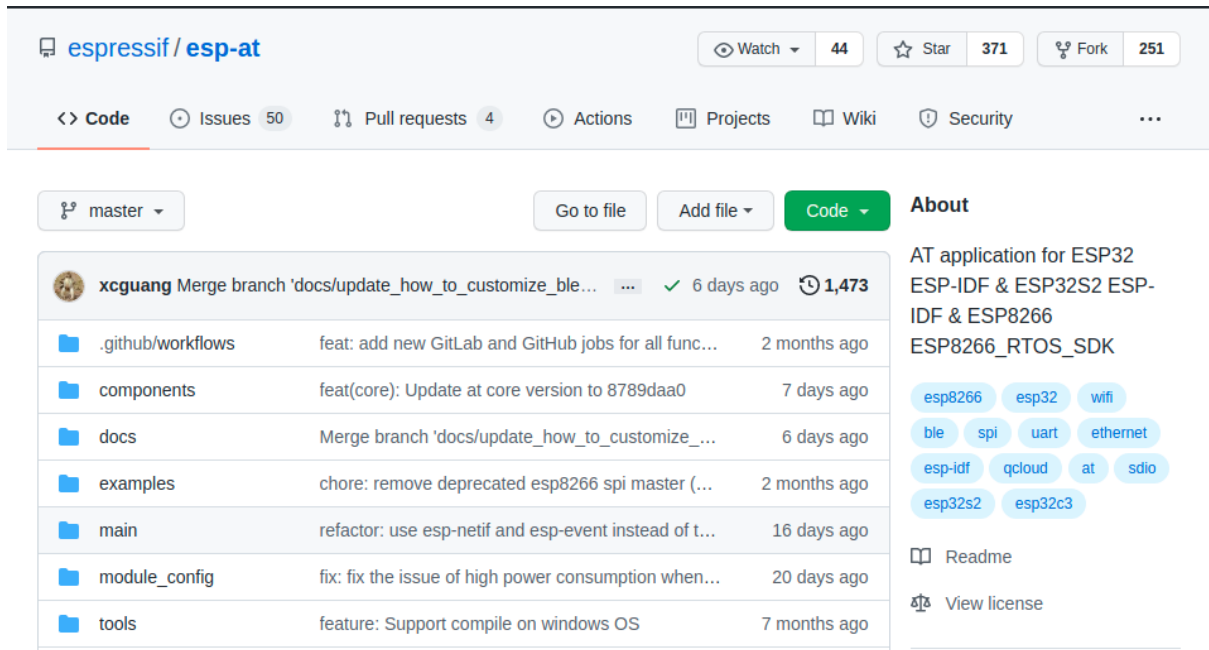 espressif / esp-at
Watch 44 Star 371 Fork 251
Code Issues 50 Pull requests 4 Actions Projects Wiki Security ...
master Go to file Add file Code
xcguang Merge branch 'docs/update_how_to_customize_ble... ... 6 days ago 1,473
.github/workflows feat: add new GitLab and GitHub jobs for all func... 2 months ago
components feat(core): Update at core version to 8789daa0 7 days ago
docs Merge branch 'docs/update_how_to_customize_... 6 days ago
examples chore: remove deprecated esp8266 spi master (... 2 months ago
main refactor: use esp-netif and esp-event instead of t... 16 days ago
module_config fix: fix the issue of high power consumption when... 20 days ago
tools feature: Support compile on windows OS 7 months ago
About
AT application for ESP32
ESP-IDF & ESP32S2 ESP-
IDF & ESP8266
ESP8266_RTOS_SDK
esp8266 esp32 wifi
ble spi uart ethernet
esp-idf qcloud at sdio
esp32s2 esp32c3
Readme
View license